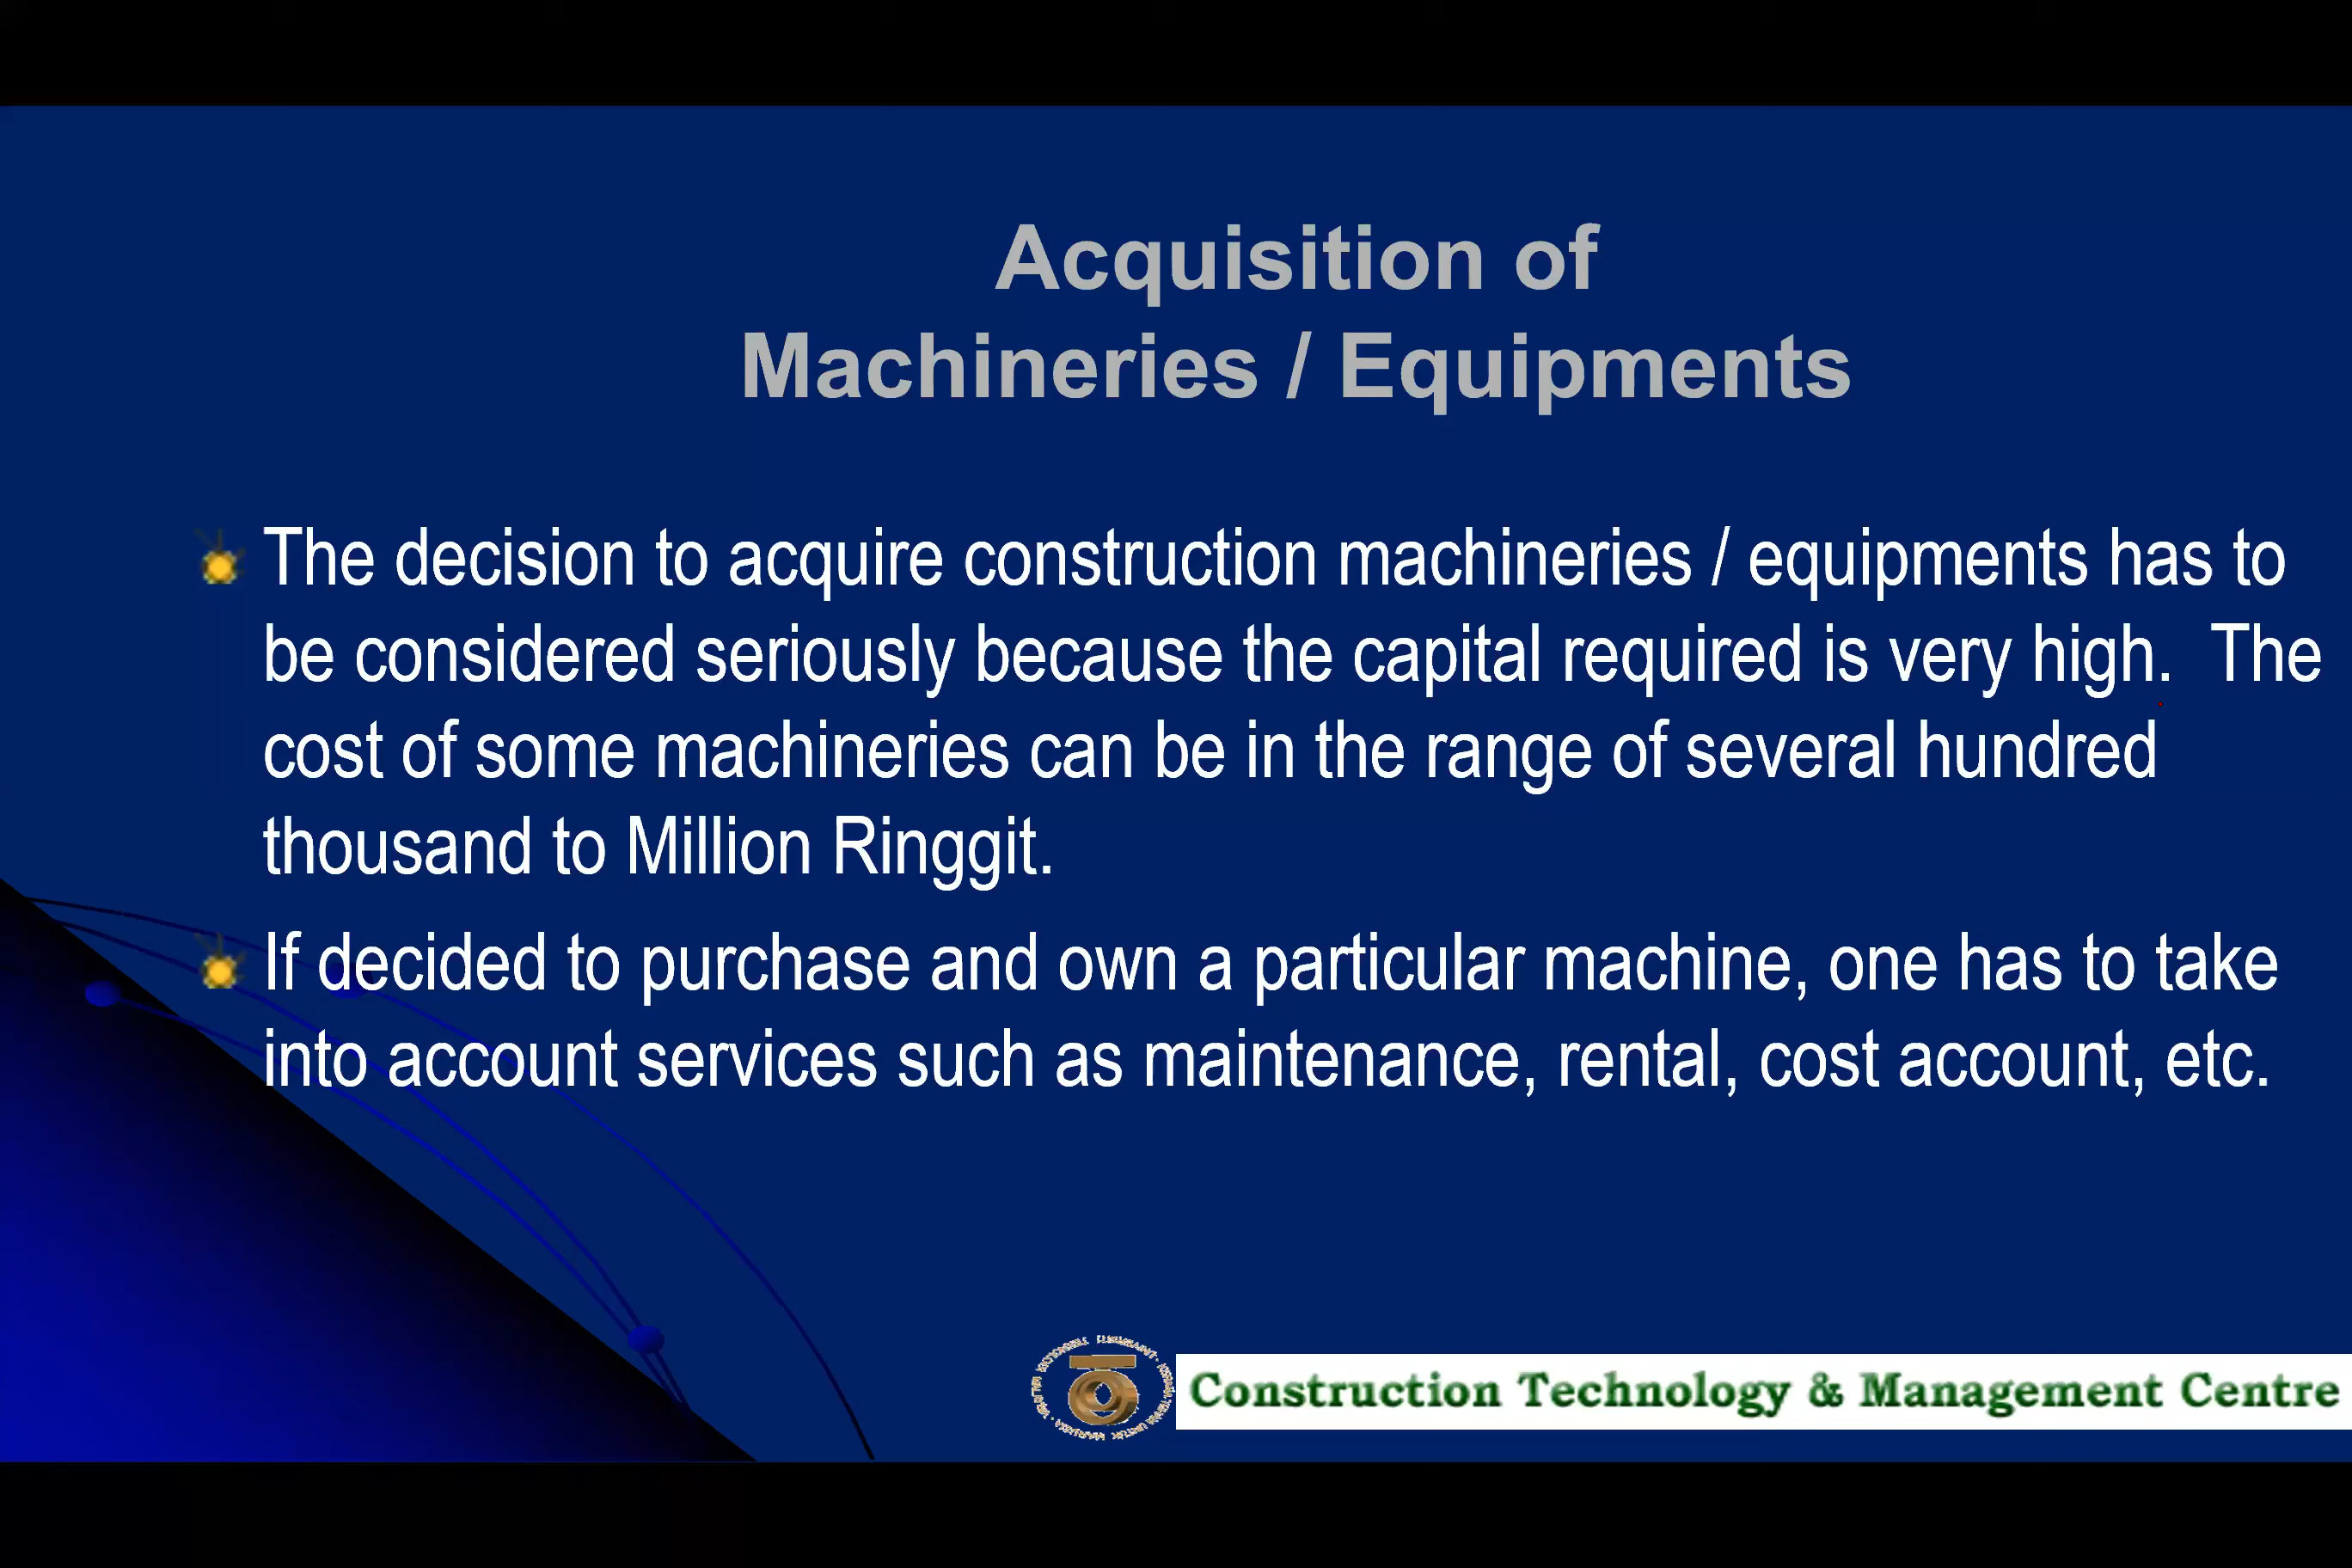 Acquisition of
Machineries / Equipments
The decision to acquire construction machineries / equipments has to
be considered seriously because the capital required is very high.  The
cost of some machineries can be in the range of several hundred
thousand to Million Ringgit.
If decided to purchase and own a particular machine, one has to take
into account services such as maintenance, rental, cost account, etc.
Construction Technology & Management Centre